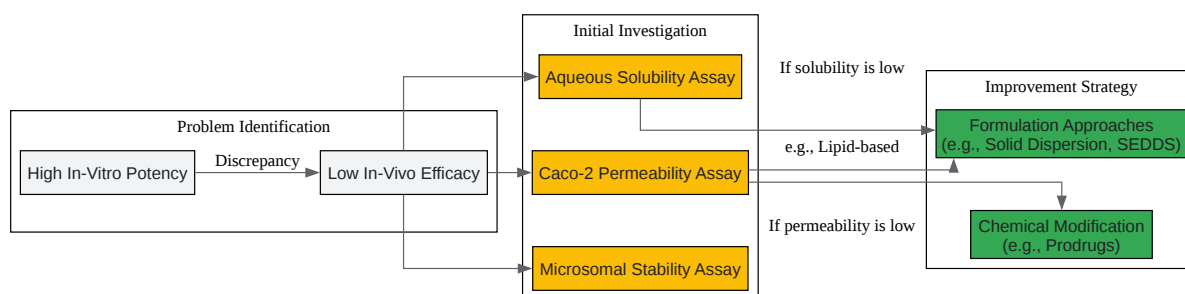 Problem Identification
High In-Vitro Potency
Discrepancy
Low In-Vivo Efficacy
Initial Investigation
Aqueous Solubility Assay
Caco-2 Permeability Assay
Microsomal Stability Assay
If solubility is low
e.g., Lipid-based
If permeability is low
Improvement Strategy
Formulation Approaches
(e.g., Solid Dispersion, SEDDS)
Chemical Modification
(e.g., Prodrugs)